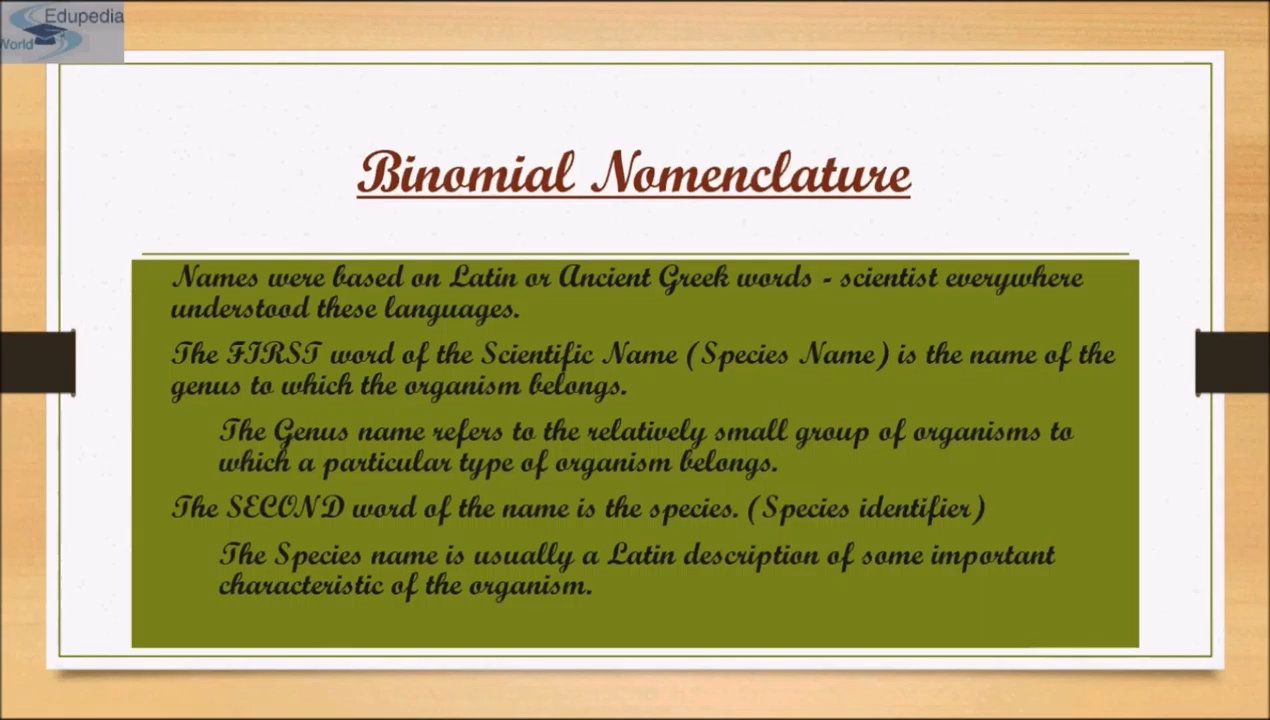 Edupedia
World
Binomial Nomenclature
Names were based on Latin or Ancient Greek words - scientist everywhere
understood these languages.
The FIRST word of the Scientific Name (Species Name) is the name of the
genus to which the organism belongs.
The Genus name refers to the relatively small group of organisms to
which a particular type of organism belongs.
The SECOND word of the name is the species. (Species identifier)
The Species name is usually a Latin description of some important
characteristic of the organism.